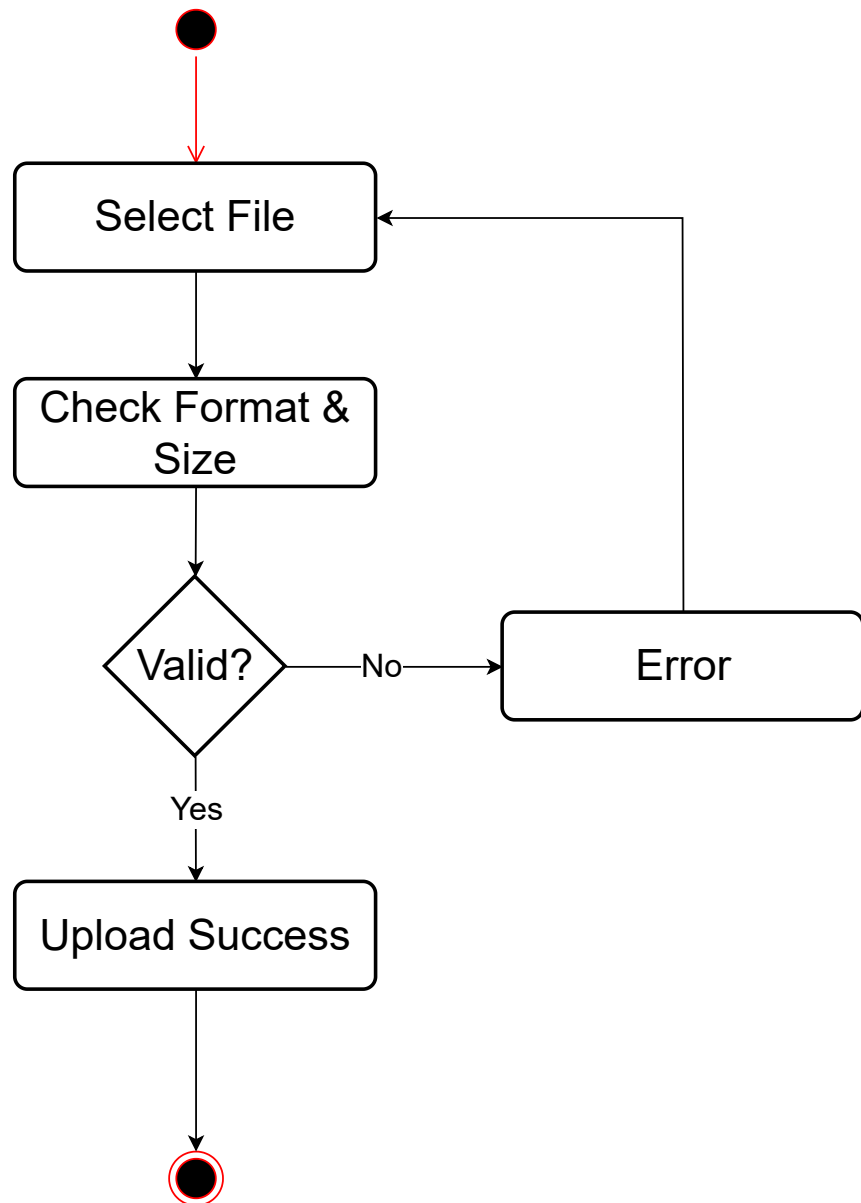 Select File
Check Format &
Size
Valid?
No
Error
Yes
Upload Success